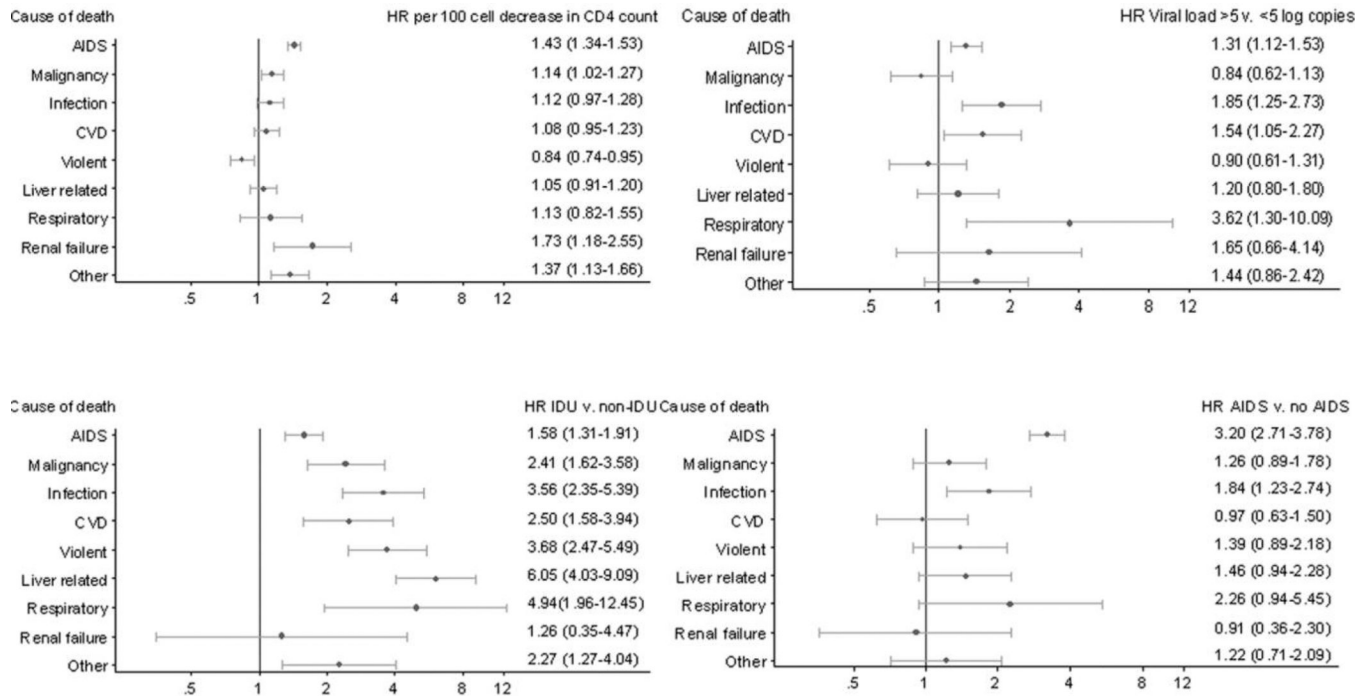 Cause of death HR per 100 cell decrease in CD4 count
AIDS 1.43 (1.34-1.53)
Malignancy 1.14 (1.02-1.27)
Infection 1.12 (0.97-1.28)
CVD 1.08 (0.95-1.23)
Violent 0.84 (0.74-0.95)
Liver related 1.05 (0.91-1.20)
Respiratory 1.13 (0.82-1.55)
Renal failure 1.73 (1.18-2.55)
Other 1.37 (1.13-1.66)
.5 1 2 4 8 12
Cause of death HR Viral load >5 v. <5 log copies
AIDS 1.31 (1.12-1.53)
Malignancy 0.84 (0.62-1.13)
Infection 1.85 (1.25-2.73)
CVD 1.54 (1.05-2.27)
Violent 0.90 (0.61-1.31)
Liver related 1.20 (0.80-1.80)
Respiratory 3.62 (1.30-10.09)
Renal failure 1.65 (0.66-4.14)
Other 1.44 (0.86-2.42)
.5 1 2 4 8 12
Cause of death HR IDU v. non-IDU
AIDS 1.58 (1.31-1.91)
Malignancy 2.41 (1.62-3.58)
Infection 3.56 (2.35-5.39)
CVD 2.50 (1.58-3.94)
Violent 3.68 (2.47-5.49)
Liver related 6.05 (4.03-9.09)
Respiratory 4.94(1.96-12.45)
Renal failure 1.26 (0.35-4.47)
Other 2.27 (1.27-4.04)
.5 1 2 4 8 12
Cause of death HR AIDS v. no AIDS
AIDS 3.20 (2.71-3.78)
Malignancy 1.26 (0.89-1.78)
Infection 1.84 (1.23-2.74)
CVD 0.97 (0.63-1.50)
Violent 1.39 (0.89-2.18)
Liver related 1.46 (0.94-2.28)
Respiratory 2.26 (0.94-5.45)
Renal failure 0.91 (0.36-2.30)
Other 1.22 (0.71-2.09)
.5 1 2 4 8 12